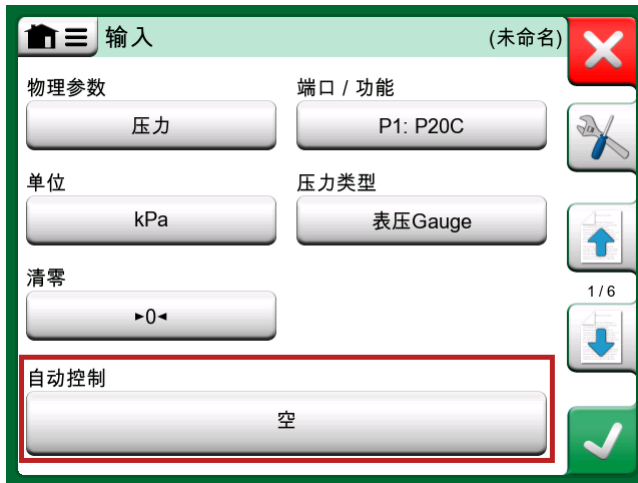 输入 (未命名)
物理参数 端口 / 功能
压力 P1: P20C
单位 压力类型
kPa 表压Gauge
清零
►0◄
1 / 6
自动控制
空